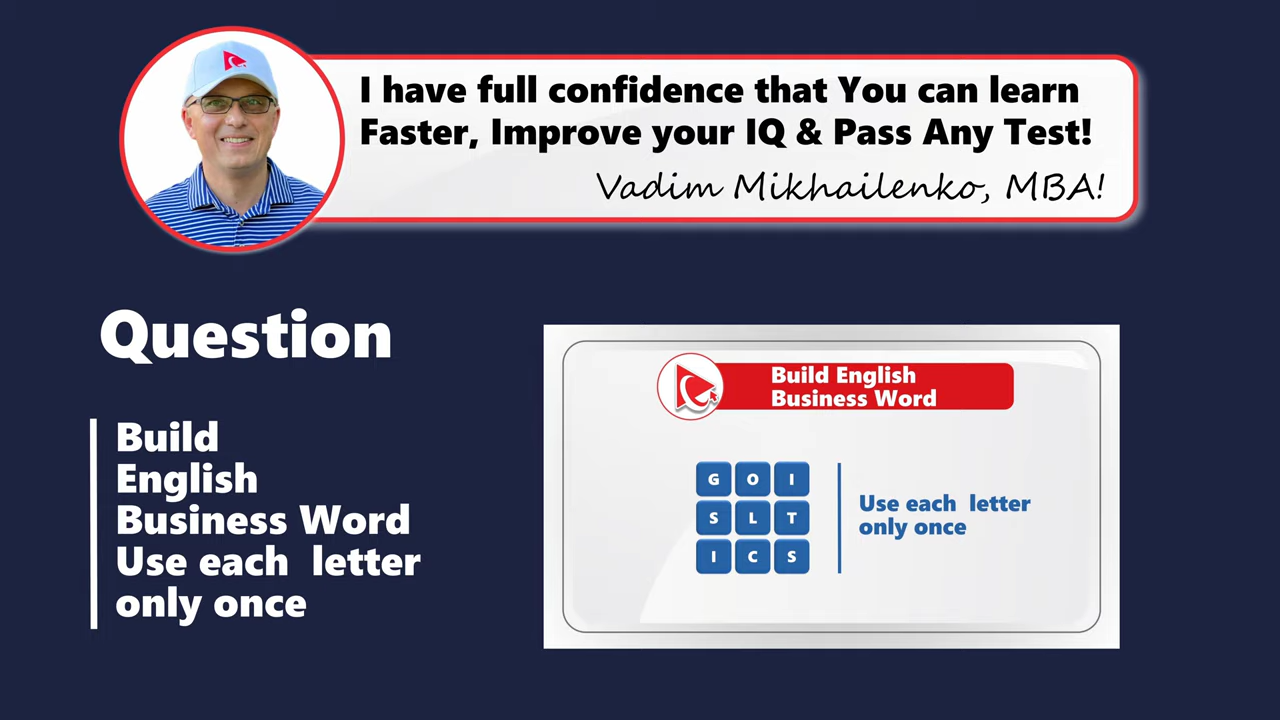 I have full confidence that You can learn
Faster, Improve your IQ & Pass Any Test!
Vadim Mikhailenko, MBA!
Question
Build
English
Business Word
Use each letter
only once
Build English
Business Word
G O I
S L T
I C S
Use each letter
only once